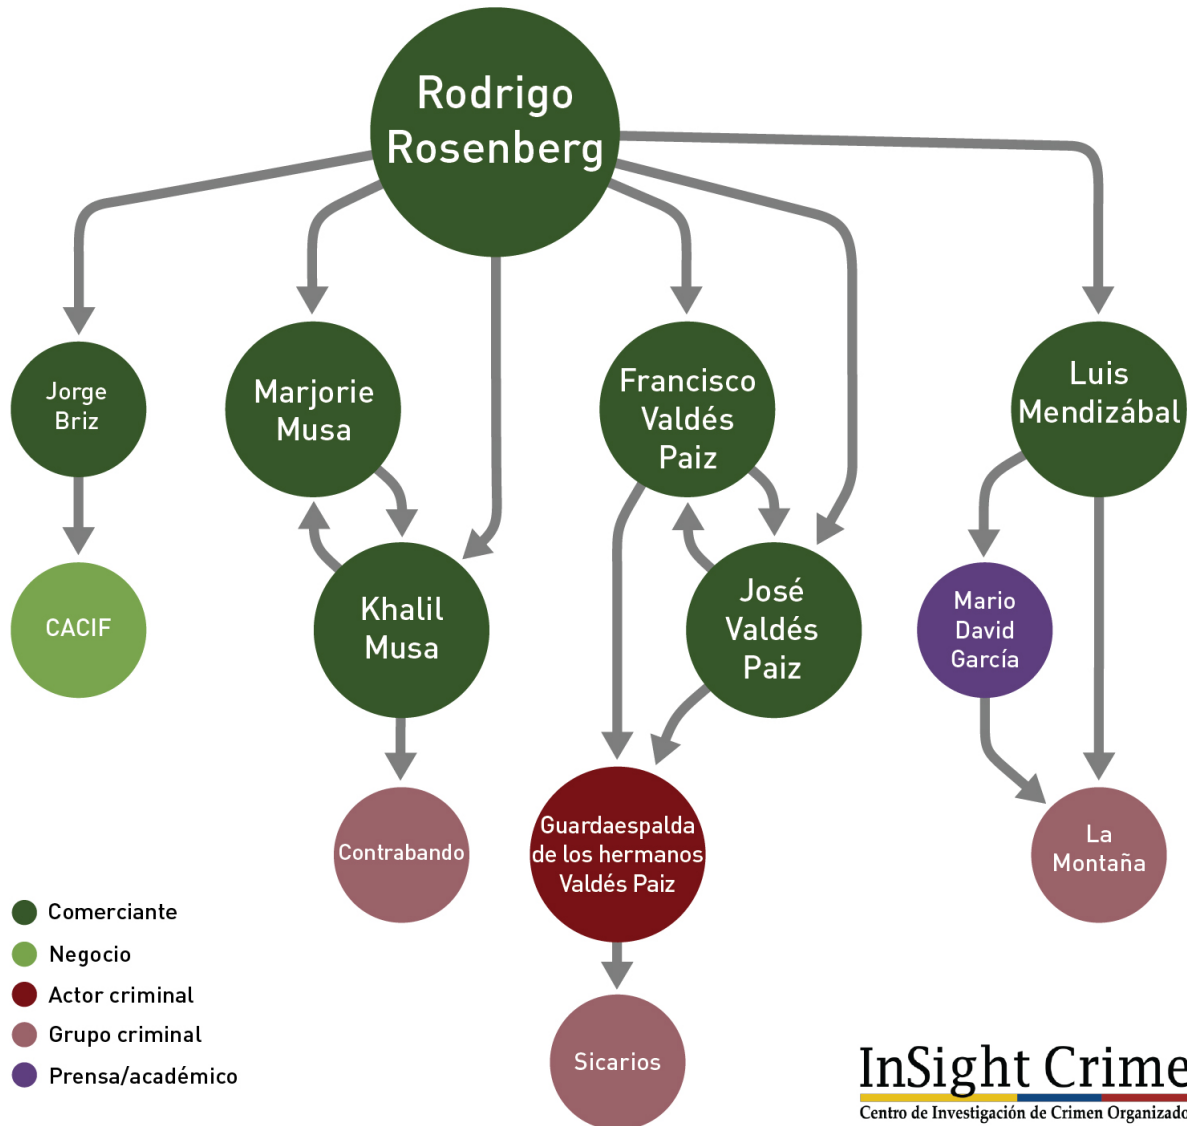 Rodrigo
Rosenberg
Jorge
Briz
Marjorie
Musa
Francisco
Valdés
Paiz
Luis
Mendizábal
CACIF
Khalil
Musa
José
Valdés
Paiz
Mario
David
García
Contrabando
Guardaespalda
de los hermanos
Valdés Paiz
La
Montaña
Sicarios
Comerciante
Negocio
Actor criminal
Grupo criminal
Prensa/académico
InSight Crime
Centro de Investigación de Crimen Organizado